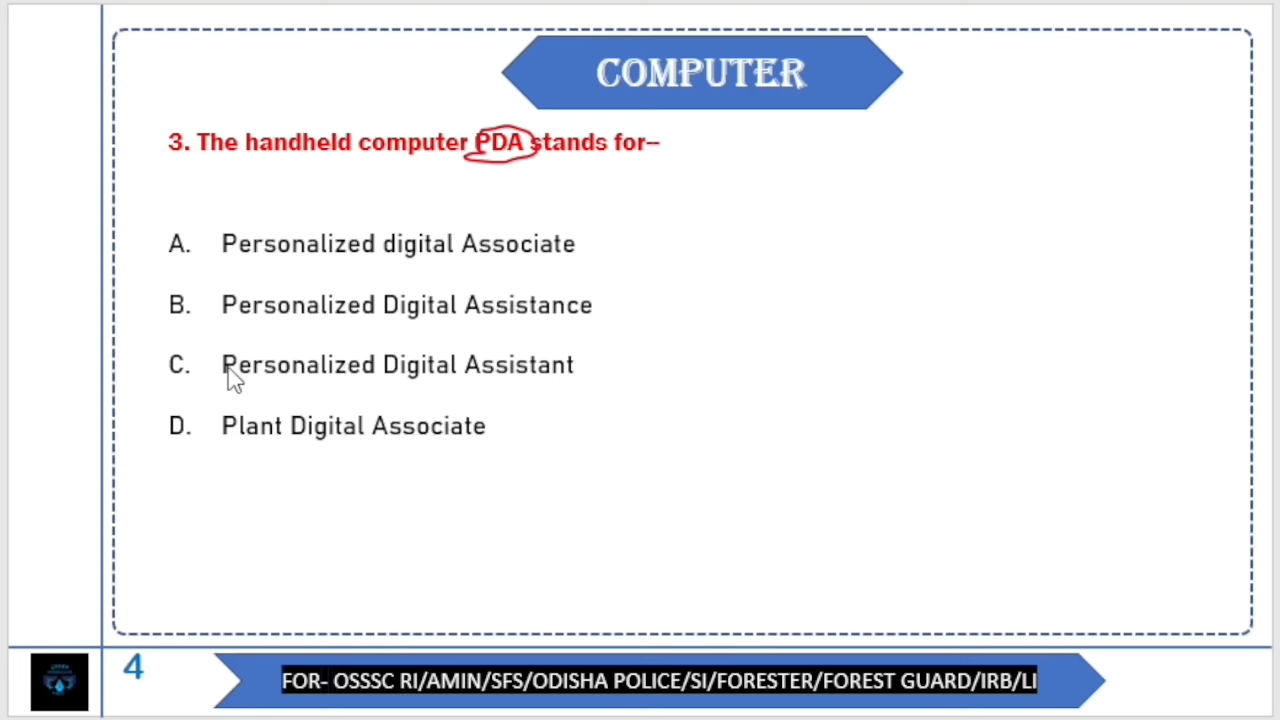 COMPUTER
3. The handheld computer PDA stands for--
A. Personalized digital Associate
B. Personalized Digital Assistance
C. Personalized Digital Assistant
D. Plant Digital Associate
4
FOR- OSSSC RI/AMIN/SFS/ODISHA POLICE/SI/FORESTER/FOREST GUARD/IRB/LI